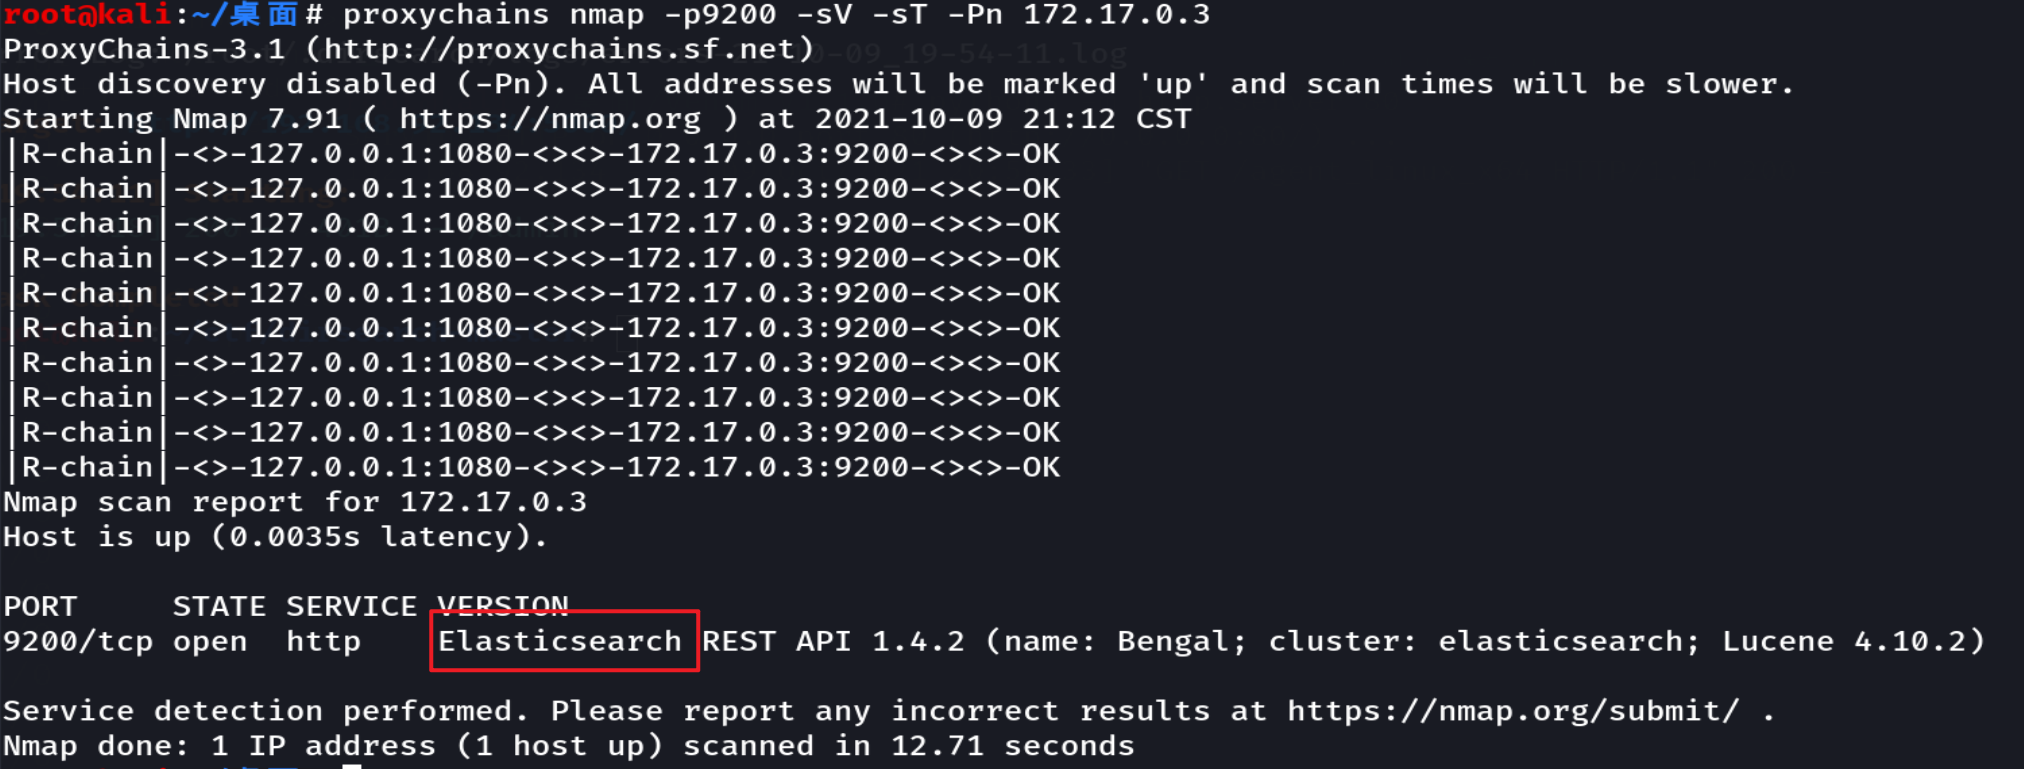 root@kali:~/桌面# proxychains nmap -p9200 -sV -sT -Pn 172.17.0.3
ProxyChains-3.1 (http://proxychains.sf.net)
Host discovery disabled (-Pn). All addresses will be marked 'up' and scan times will be slower.
Starting Nmap 7.91 ( https://nmap.org ) at 2021-10-09 21:12 CST
|R-chain|-<>-127.0.0.1:1080-<><>-172.17.0.3:9200-<><>-OK
|R-chain|-<>-127.0.0.1:1080-<><>-172.17.0.3:9200-<><>-OK
|R-chain|-<>-127.0.0.1:1080-<><>-172.17.0.3:9200-<><>-OK
|R-chain|-<>-127.0.0.1:1080-<><>-172.17.0.3:9200-<><>-OK
|R-chain|-<>-127.0.0.1:1080-<><>-172.17.0.3:9200-<><>-OK
|R-chain|-<>-127.0.0.1:1080-<><>-172.17.0.3:9200-<><>-OK
|R-chain|-<>-127.0.0.1:1080-<><>-172.17.0.3:9200-<><>-OK
|R-chain|-<>-127.0.0.1:1080-<><>-172.17.0.3:9200-<><>-OK
|R-chain|-<>-127.0.0.1:1080-<><>-172.17.0.3:9200-<><>-OK
|R-chain|-<>-127.0.0.1:1080-<><>-172.17.0.3:9200-<><>-OK
Nmap scan report for 172.17.0.3
Host is up (0.0035s latency).
PORT     STATE SERVICE VERSION
9200/tcp open  http    Elasticsearch REST API 1.4.2 (name: Bengal; cluster: elasticsearch; Lucene 4.10.2)
Service detection performed. Please report any incorrect results at https://nmap.org/submit/ .
Nmap done: 1 IP address (1 host up) scanned in 12.71 seconds